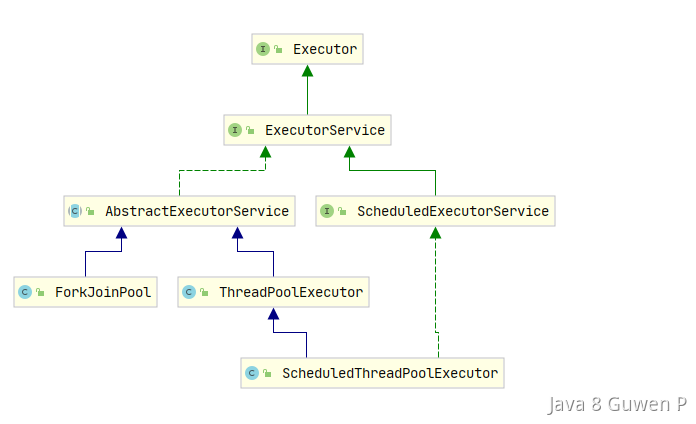 Executor
ExecutorService
AbstractExecutorService
ScheduledExecutorService
ForkJoinPool
ThreadPoolExecutor
ScheduledThreadPoolExecutor
Java 8 Guwen P